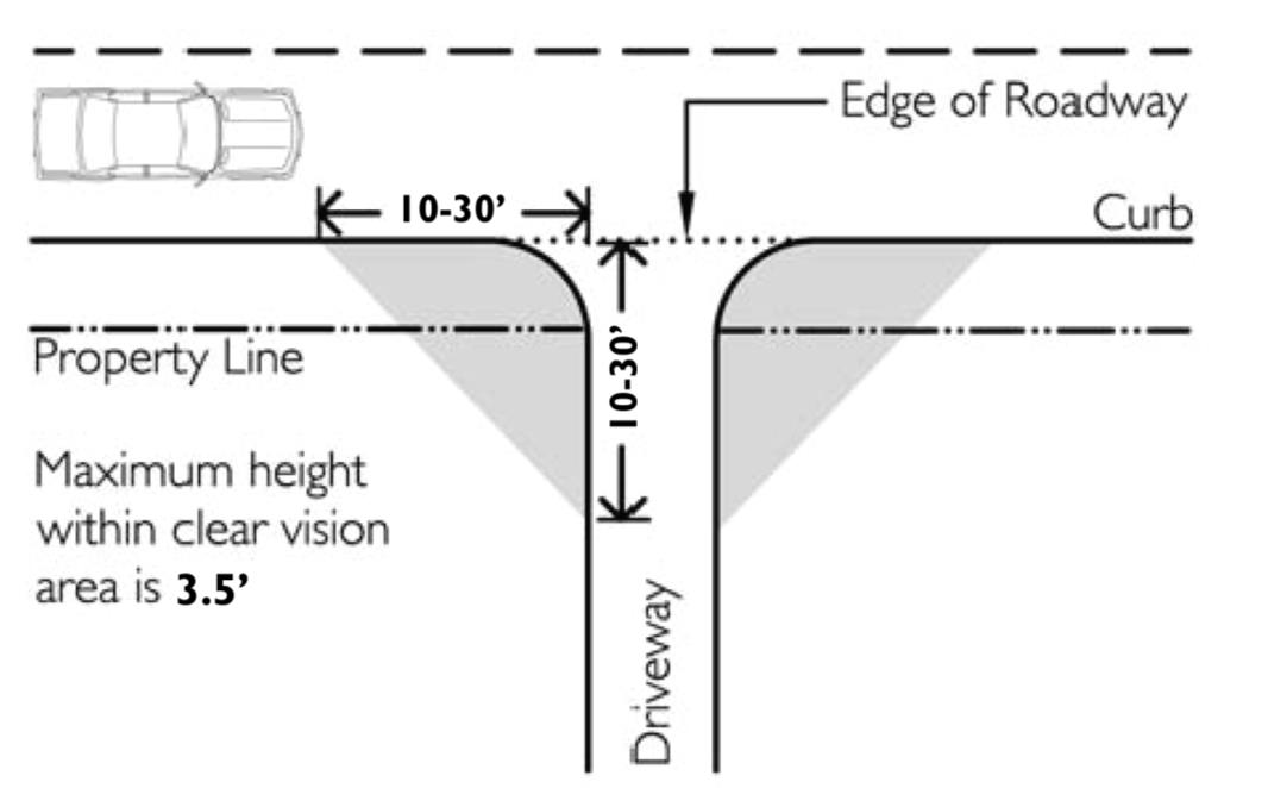 Edge of Roadway
10-30’
Curb
10-30’
Property Line
Maximum height
within clear vision
area is 3.5’
Driveway